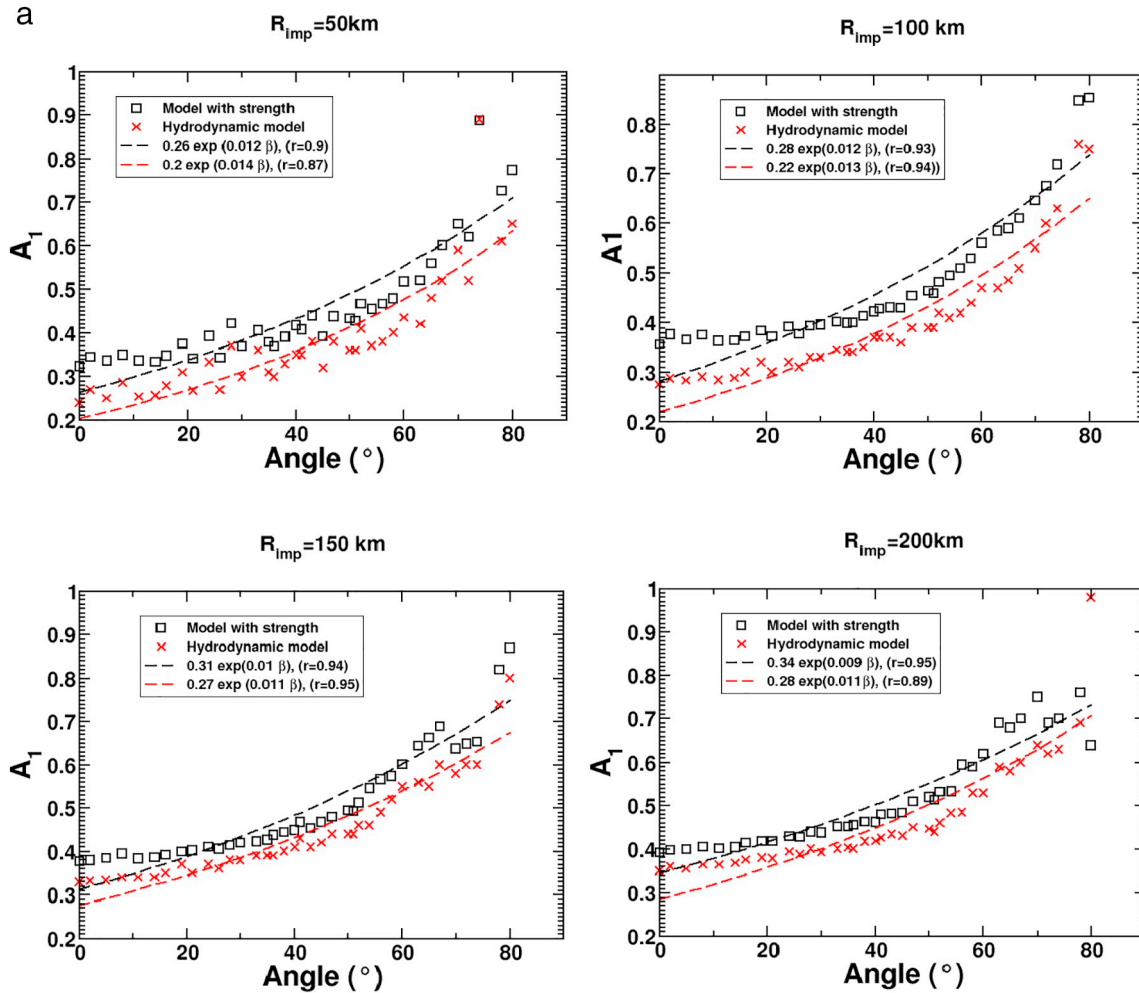 a
R_imp=50km
1
0.9
0.8
0.7
0.6
0.5
0.4
0.3
0.2
A_1
Model with strength
Hydrodynamic model
0.26 exp (0.012 β), (r=0.9)
0.2 exp (0.014 β), (r=0.87)
0 20 40 60 80
Angle (°)
R_imp=100 km
1
0.9
0.8
0.7
0.6
0.5
0.4
0.3
0.2
A1
Model with strength
Hydrodynamic model
0.28 exp(0.012 β), (r=0.93)
0.22 exp(0.013 β), (r=0.94))
0 20 40 60 80
Angle (°)
R_imp=150 km
1
0.9
0.8
0.7
0.6
0.5
0.4
0.3
0.2
A_1
Model with strength
Hydrodynamic model
0.31 exp(0.01 β), (r=0.94)
0.27 exp (0.011 β), (r=0.95)
0 20 40 60 80
Angle (°)
R_imp=200km
1
0.9
0.8
0.7
0.6
0.5
0.4
0.3
0.2
A_1
Model with strength
Hydrodynamic model
0.34 exp(0.009 β), (r=0.95)
0.28 exp(0.011β), (r=0.89)
0 20 40 60 80
Angle (°)